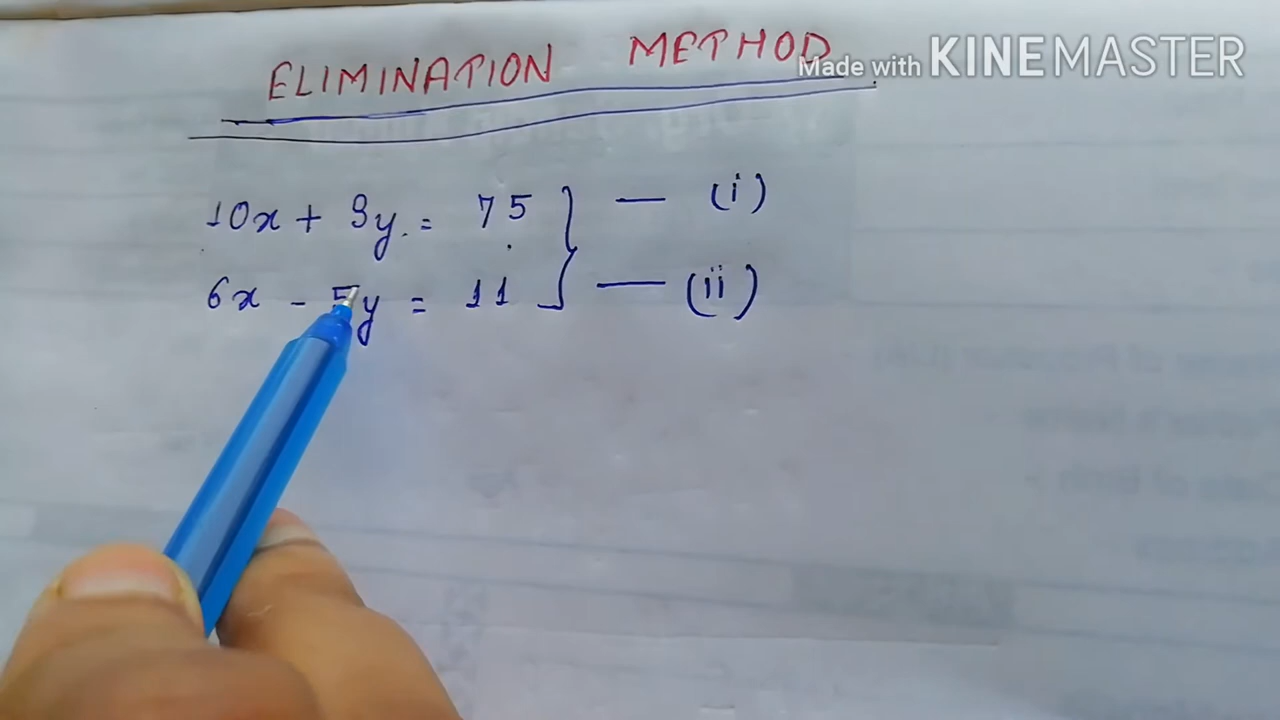 ELIMINATION METHOD
Made with KINEMASTER
10x + 3y = 75 } — (i)
6x - 5y = 11 } — (ii)